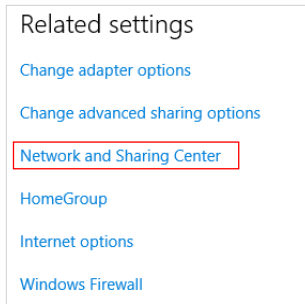 Related settings
Change adapter options
Change advanced sharing options
Network and Sharing Center
HomeGroup
Internet options
Windows Firewall